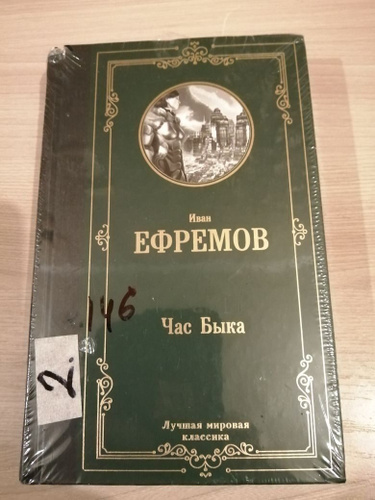 Иван
ЕФРЕМОВ
146
Час Быка
2.
Лучшая мировая
классика